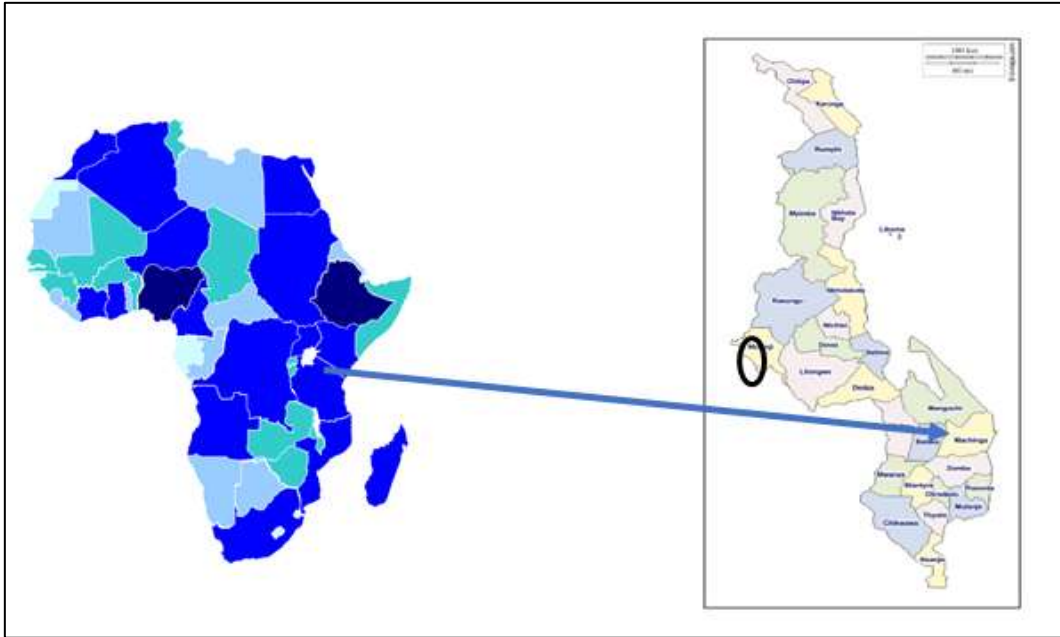 Chitipa
Karonga
Rumphi
Mzimba
Nkhata
Bay
Likoma
Nkhotakota
Kasungu
Ntchisi
Dowa
Salima
Lilongwe
Dedza
Mangochi
Machinga
Zomba
Mwanza
Blantyre
Chiradzulu
Phalombe
Mulanje
Thyolo
Chikwawa
Nsanje